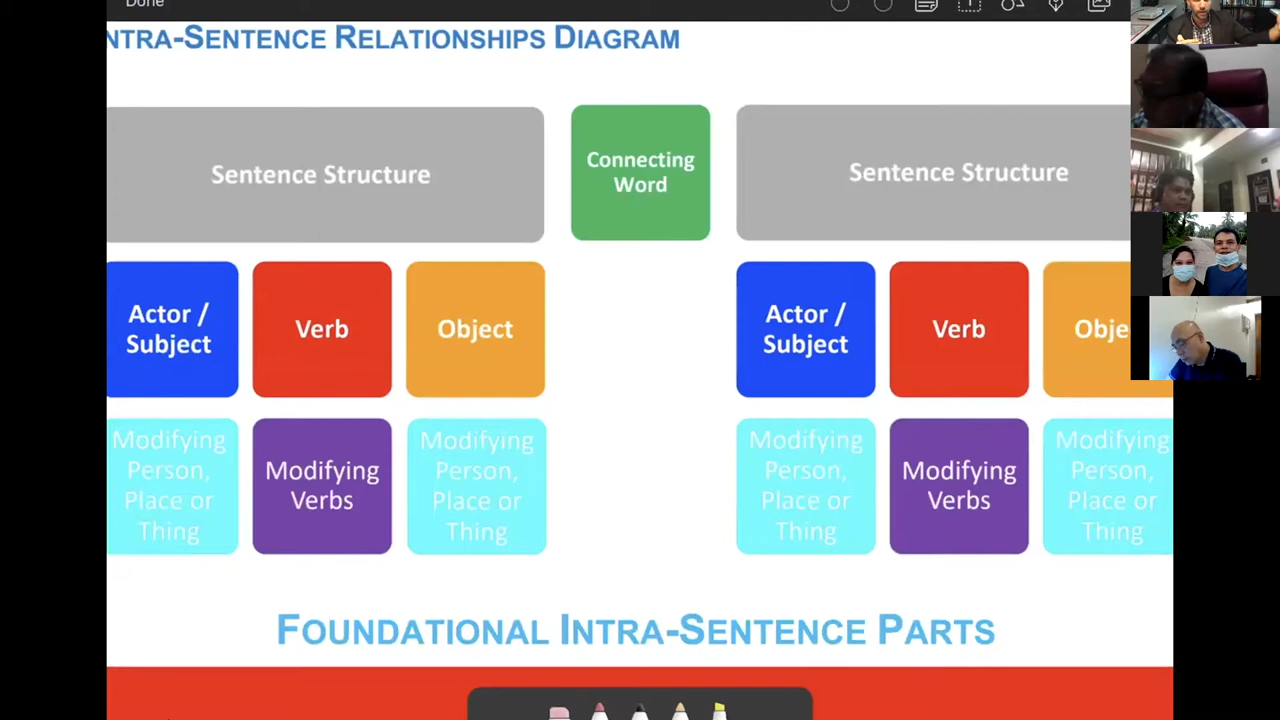 Done
NTRA-SENTENCE RELATIONSHIPS DIAGRAM
Sentence Structure
Connecting
Word
Sentence Structure
Actor /
Subject
Verb
Object
Actor /
Subject
Verb
Obje
Modifying
Person,
Place or
Thing
Modifying
Verbs
Modifying
Person,
Place or
Thing
Modifying
Person,
Place or
Thing
Modifying
Verbs
Modifying
Person,
Place or
Thing
FOUNDATIONAL INTRA-SENTENCE PARTS